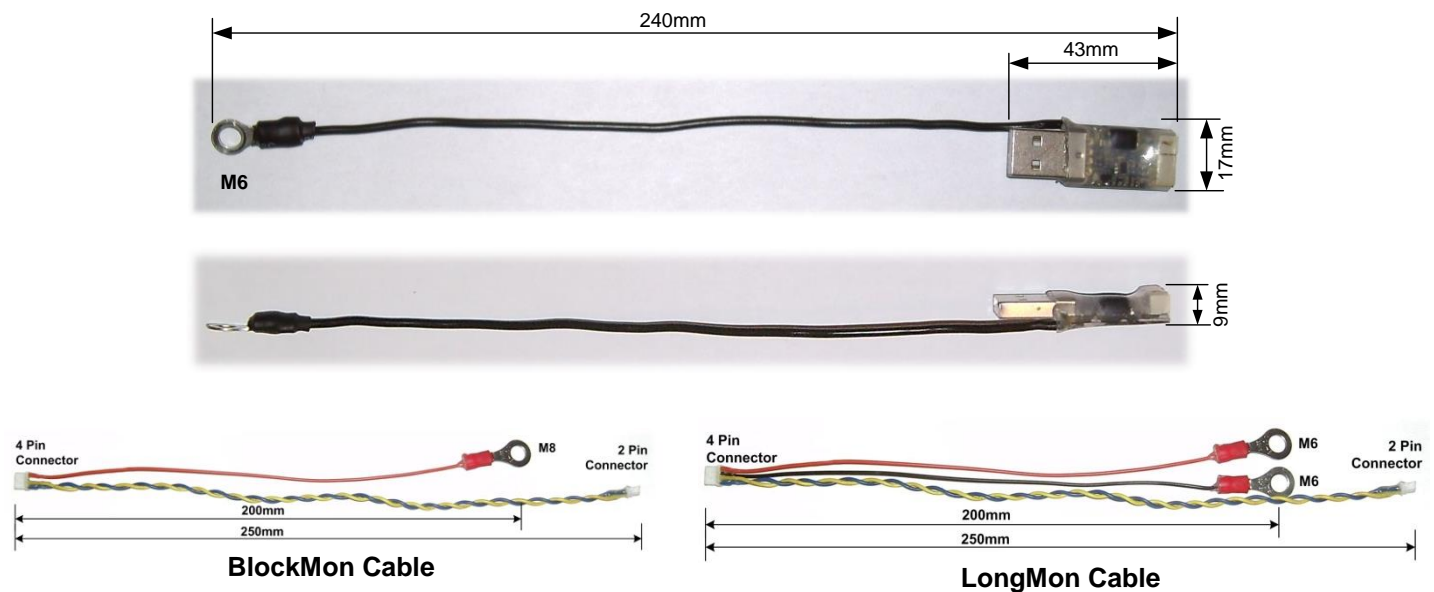 240mm
43mm
M6
17mm
9mm
4 Pin
Connector
M8
2 Pin
Connector
200mm
250mm
BlockMon Cable
4 Pin
Connector
M6
M6
2 Pin
Connector
200mm
250mm
LongMon Cable